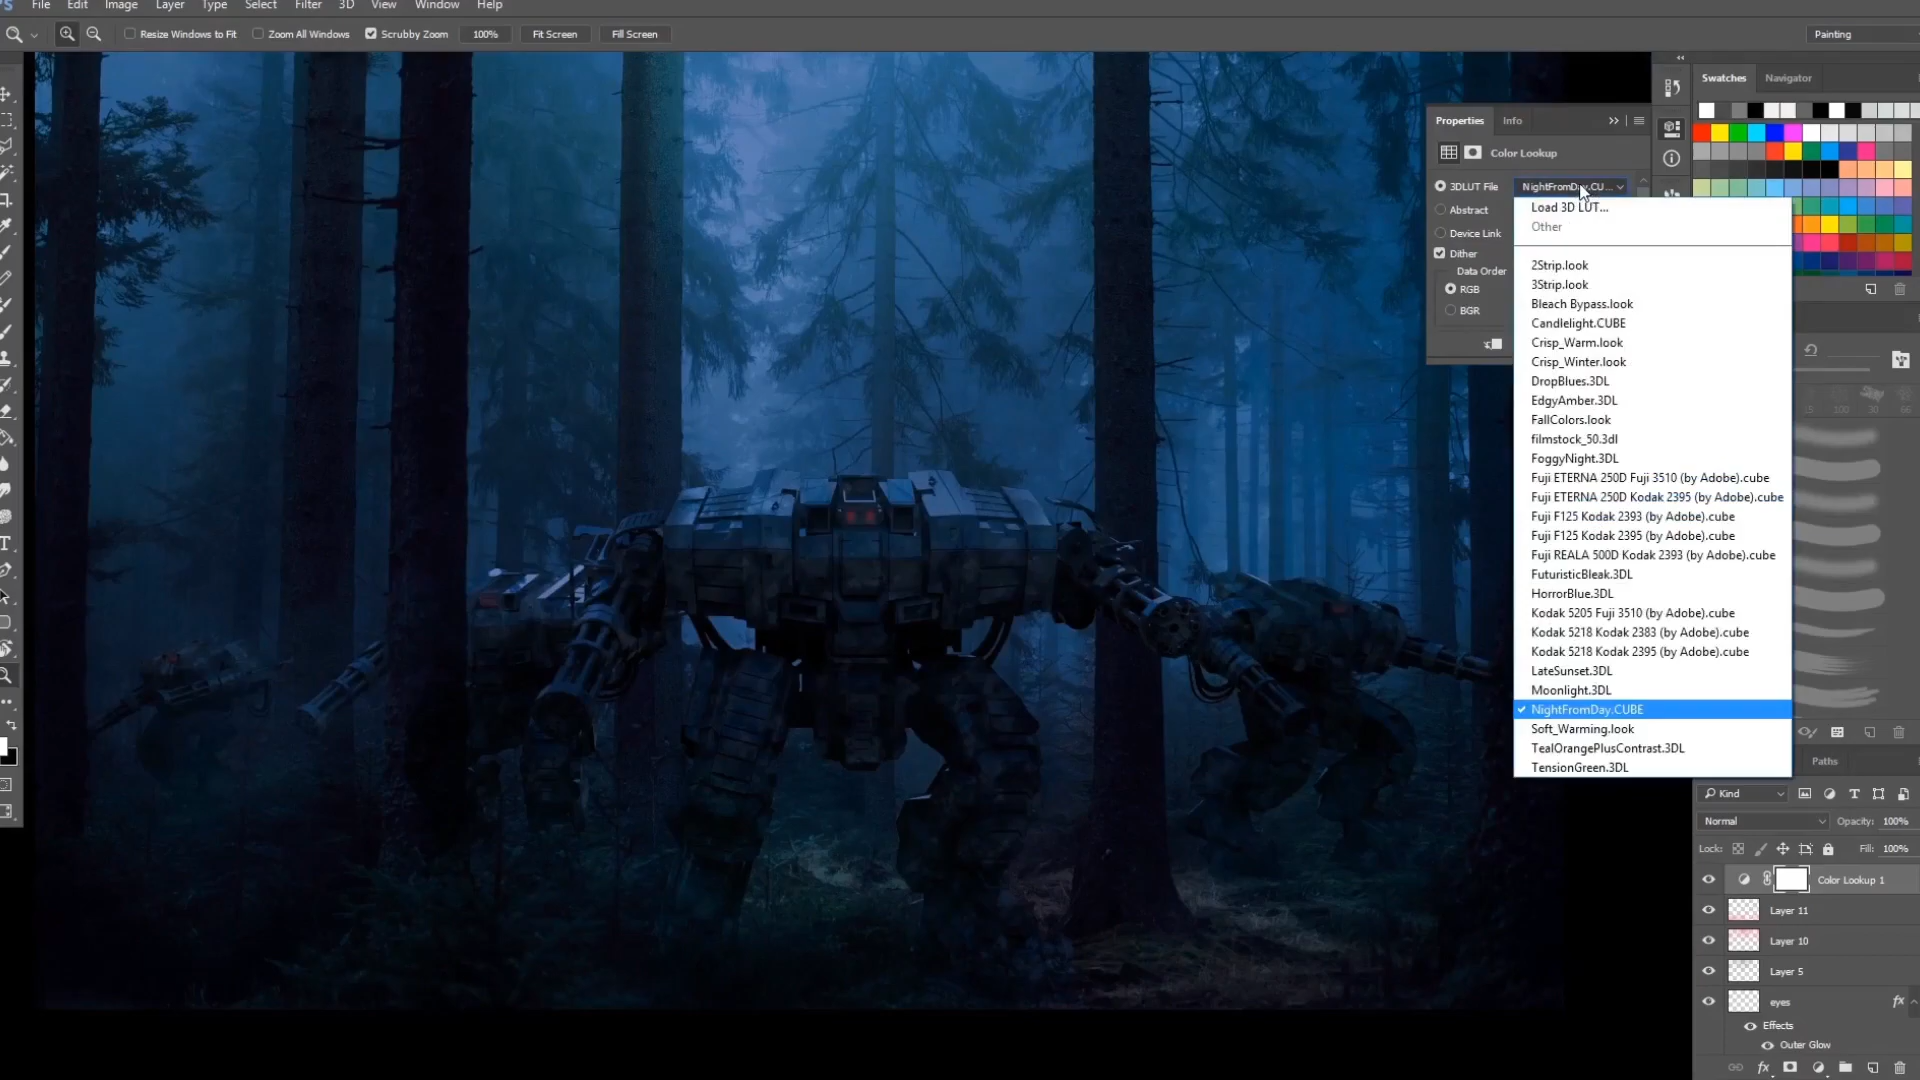 File Edit Image Layer Type Select Filter 3D View Window Help
Resize Windows to Fit Zoom All Windows Scrubby Zoom 100% Fit Screen Fill Screen Painting
Swatches Navigator
Properties Info
Color Lookup
3DLUT File NightFromDay.CU...
Abstract
Device Link
Dither
Data Order
RGB
BGR
Load 3D LUT...
Other
2Strip.look
3Strip.look
Bleach Bypass.look
Candlelight.CUBE
Crisp_Warm.look
Crisp_Winter.look
DropBlues.3DL
EdgyAmber.3DL
FallColors.look
filmstock_50.3dl
FoggyNight.3DL
Fuji ETERNA 250D Fuji 3510 (by Adobe).cube
Fuji ETERNA 250D Kodak 2395 (by Adobe).cube
Fuji F125 Kodak 2393 (by Adobe).cube
Fuji F125 Kodak 2395 (by Adobe).cube
Fuji REALA 500D Kodak 2393 (by Adobe).cube
FuturisticBleak.3DL
HorrorBlue.3DL
Kodak 5205 Fuji 3510 (by Adobe).cube
Kodak 5218 Kodak 2383 (by Adobe).cube
Kodak 5218 Kodak 2395 (by Adobe).cube
LateSunset.3DL
Moonlight.3DL
NightFromDay.CUBE
Soft_Warming.look
TealOrangePlusContrast.3DL
TensionGreen.3DL
100 30 66
Paths
Kind
Normal Opacity: 100%
Lock: Fill: 100%
Color Lookup 1
Layer 11
Layer 10
Layer 5
eyes fx
Effects
Outer Glow
fx